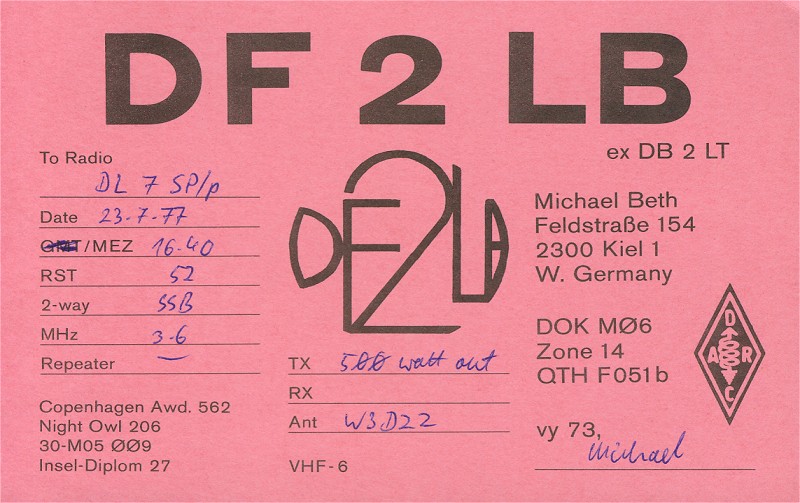 DF 2 LB
To Radio DL 7 SP/p
ex DB 2 LT
Date 23-7-77
GMT/MEZ 16-40
RST 52
2-way SSB
MHz 3-6
Repeater —
Copenhagen Awd. 562
Night Owl 206
30-M05 ØØ9
Insel-Diplom 27
DF2LB
TX 500 watt out
RX
Ant W3DZZ
VHF-6
Michael Beth
Feldstraße 154
2300 Kiel 1
W. Germany
DOK MØ6
Zone 14
QTH F051b
DARC
vy 73,
Michael